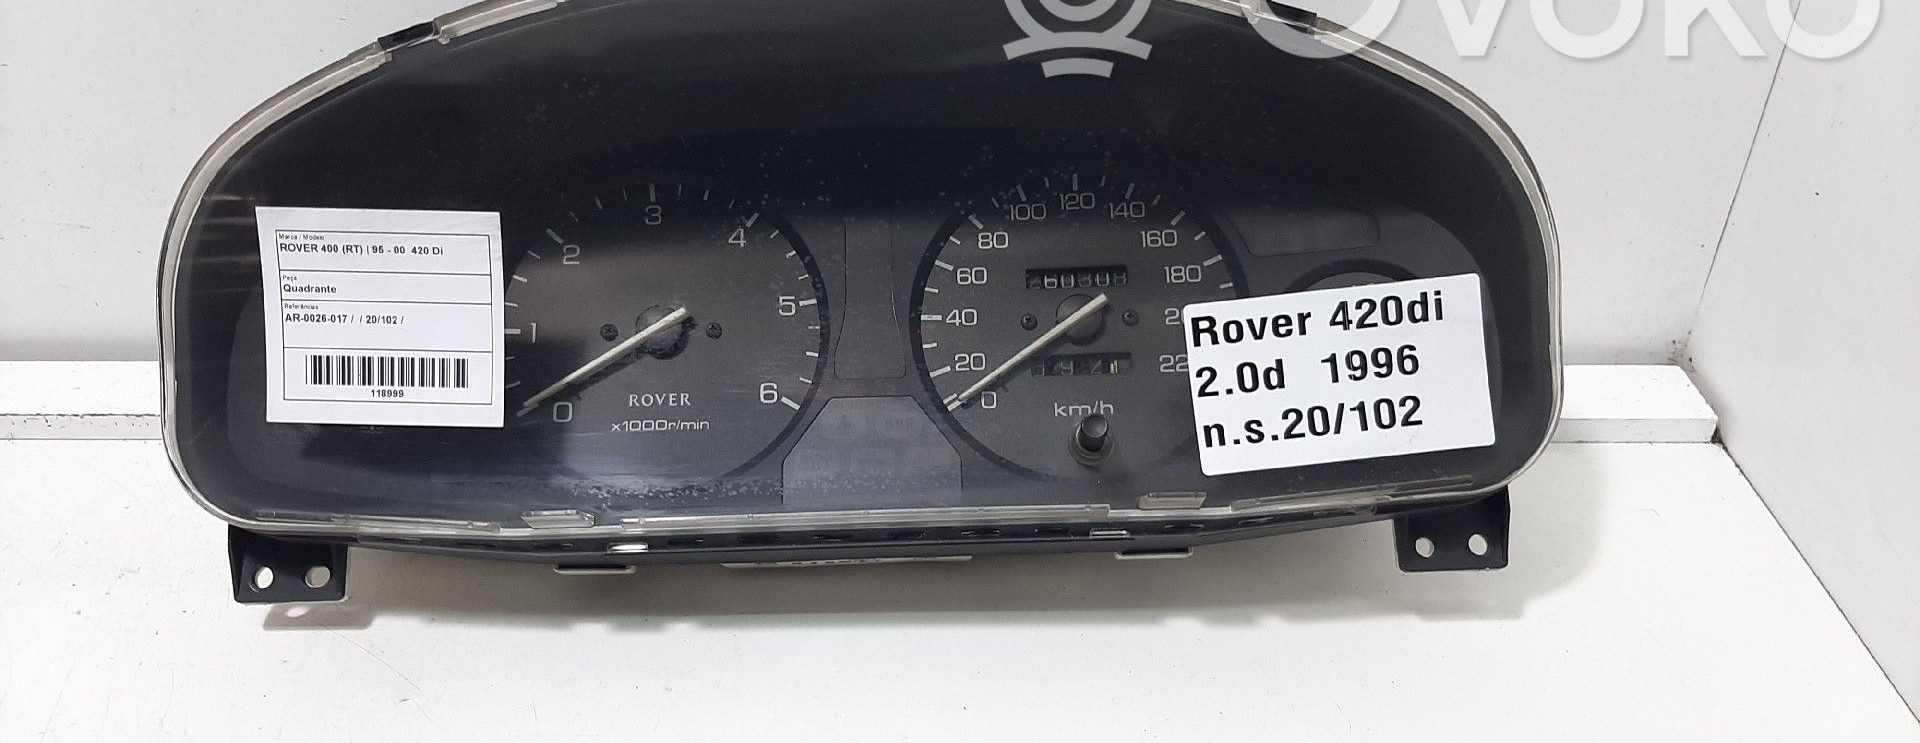 OVOKO
Marca / Modelo
ROVER 400 (RT) | 95 - 00 420 Di
Peça
Quadrante
Referências
AR-0026-017 / / 20/102 /
118999
0
1
2
3
4
5
6
ROVER
x1000r/min
0
20
40
60
80
100
120
140
160
180
km/h
Rover 420di
2.0d 1996
n.s.20/102